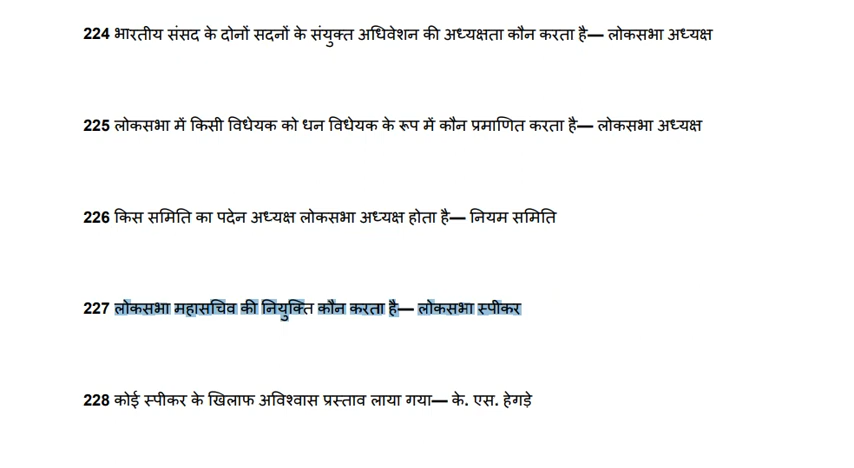 224 भारतीय संसद के दोनों सदनों के संयुक्त अधिवेशन की अध्यक्षता कौन करता है— लोकसभा अध्यक्ष
225 लोकसभा में किसी विधेयक को धन विधेयक के रूप में कौन प्रमाणित करता है— लोकसभा अध्यक्ष
226 किस समिति का पदेन अध्यक्ष लोकसभा अध्यक्ष होता है— नियम समिति
227 लोकसभा महासचिव की नियुक्ति कौन करता है— लोकसभा स्पीकर
228 कोई स्पीकर के खिलाफ अविश्वास प्रस्ताव लाया गया— के. एस. हेगड़े